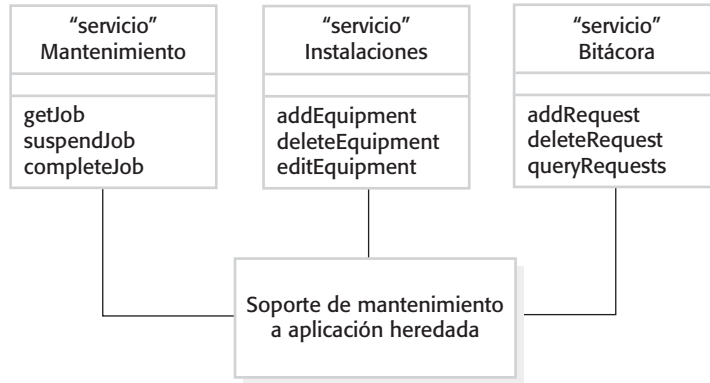 “servicio”
Mantenimiento
getJob
suspendJob
completeJob
“servicio”
Instalaciones
addEquipment
deleteEquipment
editEquipment
“servicio”
Bitácora
addRequest
deleteRequest
queryRequests
Soporte de mantenimiento
a aplicación heredada